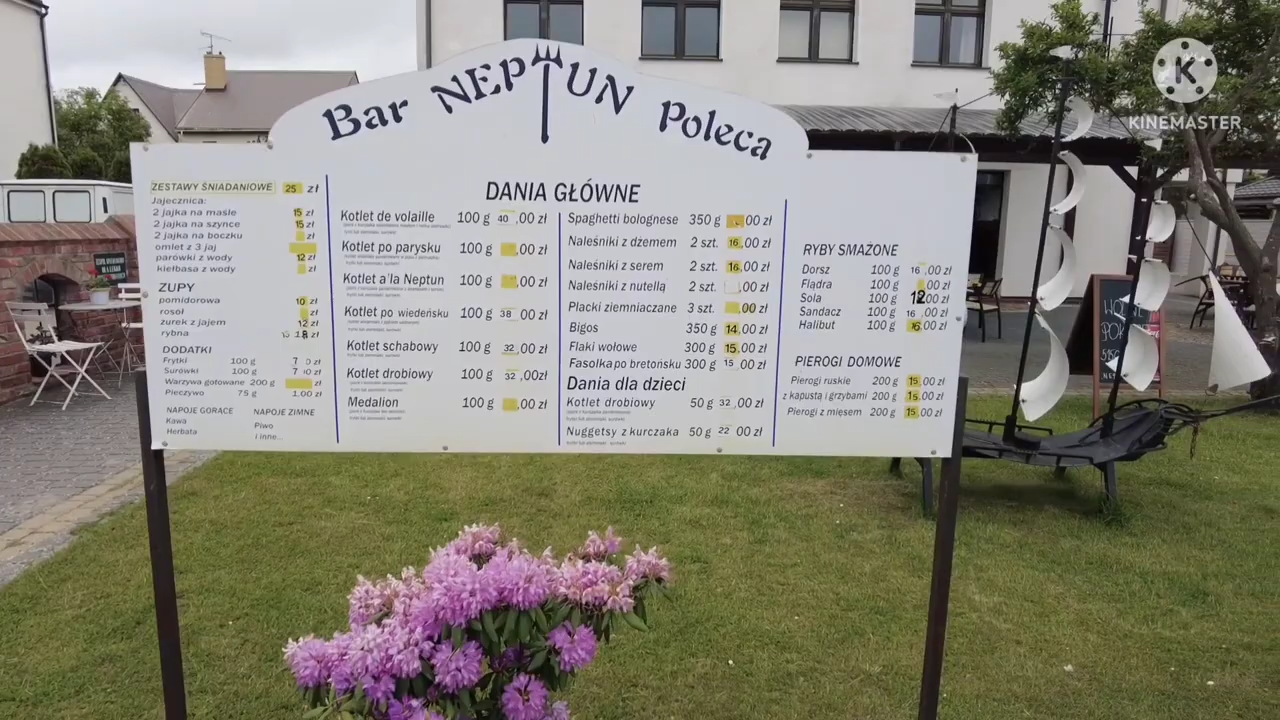 Bar NEPTUN Poleca
ZESTAWY ŚNIADANIOWE 25 zł
Jajecznica:
2 jajka na maśle 15 zł
2 jajka na szynce 15 zł
2 jajka na boczku zł
omlet z 3 jaj zł
parówki z wody 12 zł
kiełbasa z wody zł
ZUPY
pomidorowa 10 zł
rosoł zł
żurek z jajem 12 zł
rybna 18 zł
DODATKI
Frytki 100 g
Surówki 100 g
Warzywa gotowane 200 g
Pieczywo 75 g 1,00 zł
NAPOJE GORĄCE
Kawa
Herbata
NAPOJE ZIMNE
Piwo
i inne..
DANIA GŁÓWNE
Kotlet de volaille 100 g 40 ,00 zł
Kotlet po parysku 100 g ,00 zł
Kotlet a'la Neptun 100 g ,00 zł
Kotlet po wiedeńsku 100 g 38 ,00 zł
Kotlet schabowy 100 g 32 ,00 zł
Kotlet drobiowy 100 g 32 ,00zł
Medalion 100 g ,00 zł
Spaghetti bolognese 350 g ,00 zł
Naleśniki z dżemem 2 szt. 16,00 zł
Naleśniki z serem 2 szt. 16,00 zł
Naleśniki z nutellą 2 szt ,00 zł
Placki ziemniaczane 3 szt. ,00 zł
Bigos 350 g 14,00 zł
Flaki wołowe 300 g 15,00 zł
Fasolka po bretońsku 300 g 15 ,00 zł
Dania dla dzieci
Kotlet drobiowy 50 g 32 ,00 zł
Nuggetsy z kurczaka 50 g 22 00 zł
RYBY SMAŻONE
Dorsz 100 g 16 ,00 zł
Flądra 100 g ,00 zł
Sola 100 g 12,00 zł
Sandacz 100 g 16 ,00 zł
Halibut 100 g 16,00 zł
PIEROGI DOMOWE
Pierogi ruskie 200 g 15,00 zł
z kapustą i grzybami 200 g 15,00 zł
Pierogi z mięsem 200 g 15,00 zł
KINEMASTER